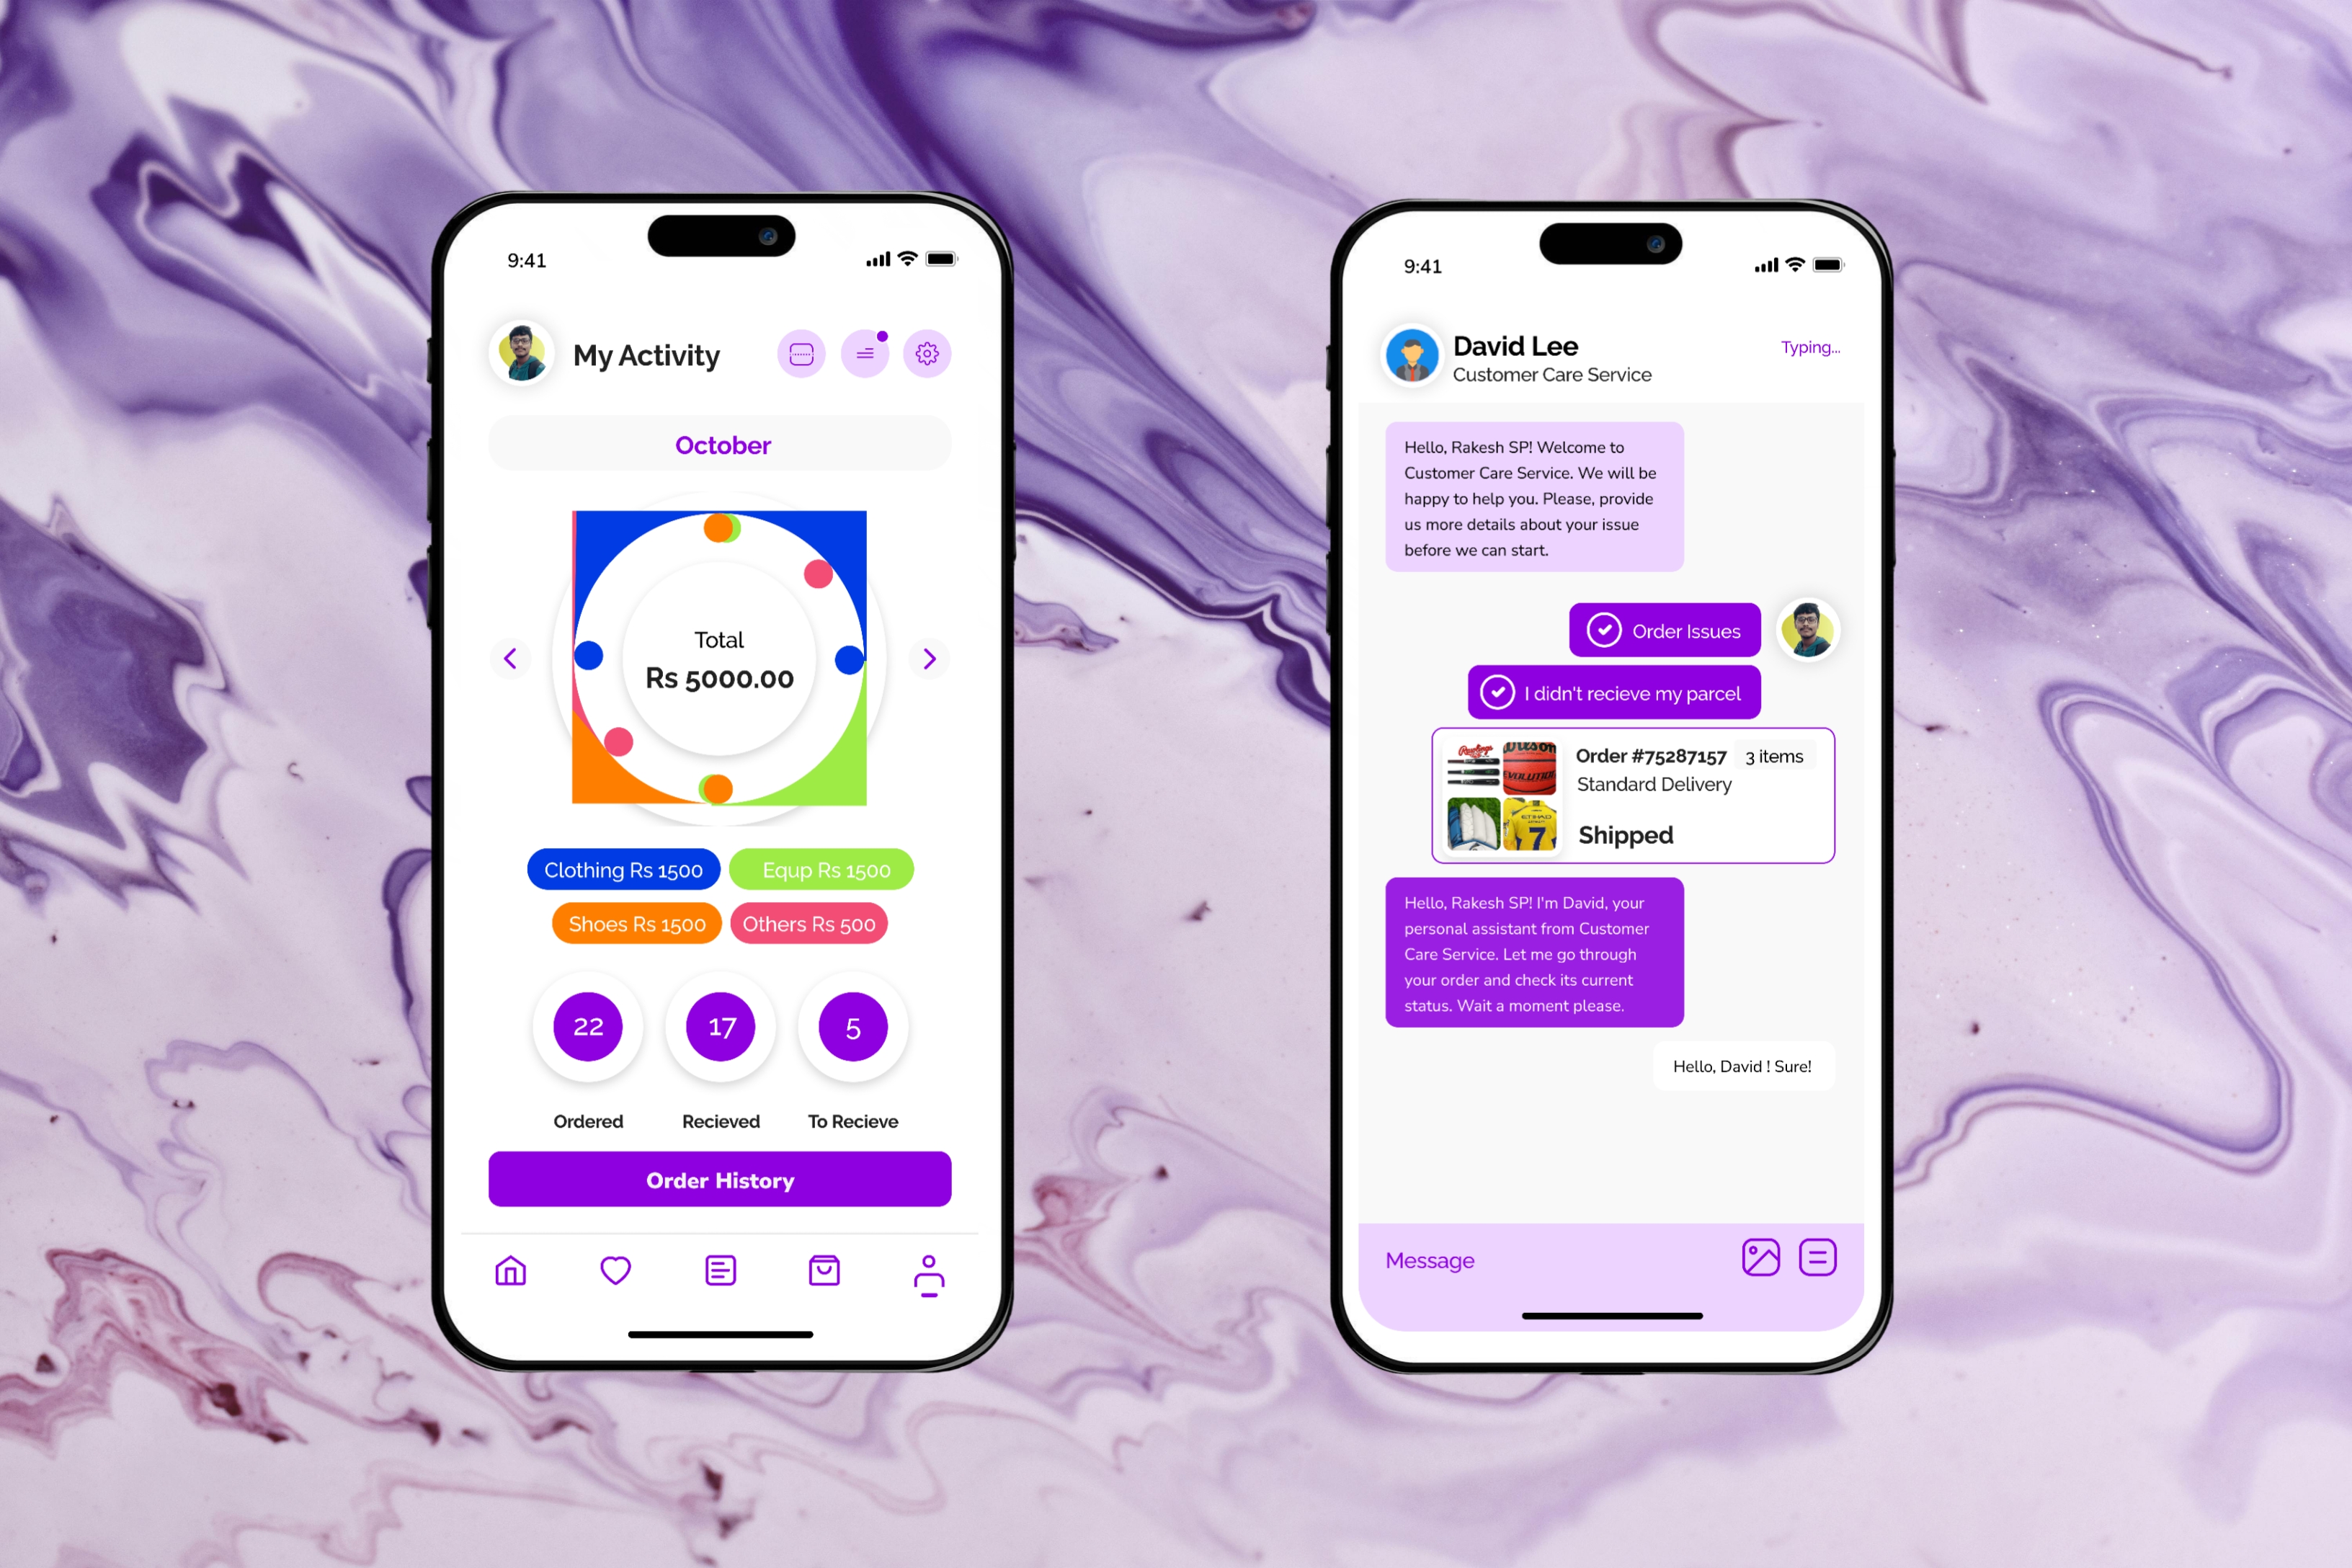 9:41
My Activity
October
Total
Rs 5000.00
Clothing Rs 1500
Equp Rs 1500
Shoes Rs 1500
Others Rs 500
22
17
5
Ordered
Recieved
To Recieve
Order History
9:41
David Lee
Typing...
Customer Care Service
Hello, Rakesh SP! Welcome to
Customer Care Service. We will be
happy to help you. Please, provide
us more details about your issue
before we can start.
Order Issues
I didn't recieve my parcel
Rawlings
Wilson
EVOLUTION
ETIHAD
7
Order #75287157
3 items
Standard Delivery
Shipped
Hello, Rakesh SP! I'm David, your
personal assistant from Customer
Care Service. Let me go through
your order and check its current
status. Wait a moment please.
Hello, David ! Sure!
Message